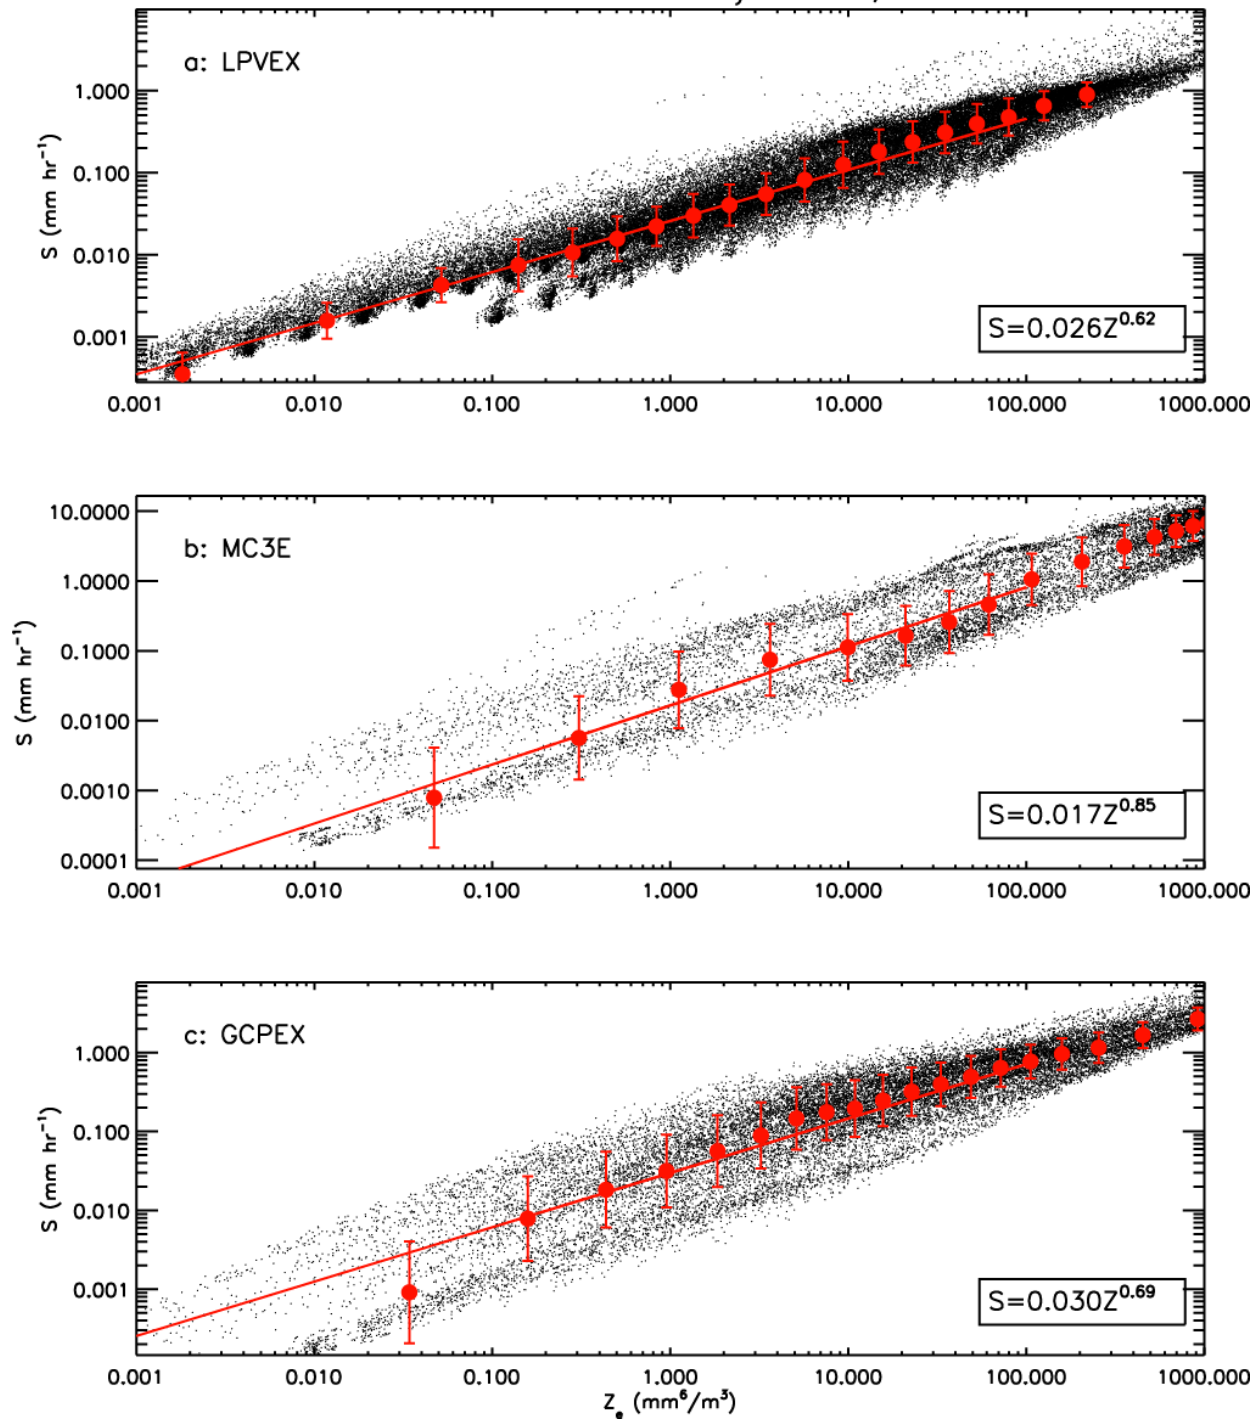 a: LPVEX
1.000
0.100
0.010
0.001
S (mm hr⁻¹)
S=0.026Z^0.62
0.001 0.010 0.100 1.000 10.000 100.000 1000.000
b: MC3E
10.0000
1.0000
0.1000
0.0100
0.0010
0.0001
S (mm hr⁻¹)
S=0.017Z^0.85
0.001 0.010 0.100 1.000 10.000 100.000 1000.000
c: GCPEX
1.000
0.100
0.010
0.001
S (mm hr⁻¹)
S=0.030Z^0.69
0.001 0.010 0.100 1.000 10.000 100.000 1000.000
Zₑ (mm⁶/m³)